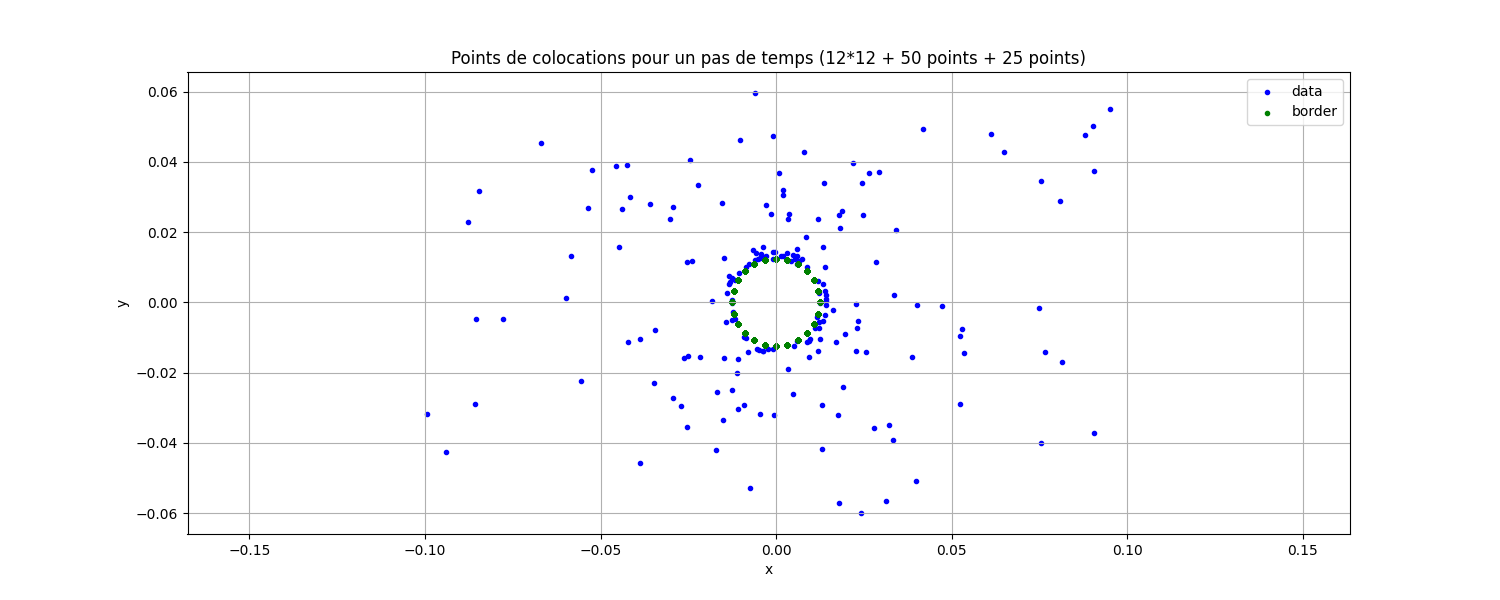 Points de colocations pour un pas de temps (12*12 + 50 points + 25 points)
data
border
0.06
0.04
0.02
0.00
−0.02
−0.04
−0.06
y
−0.15
−0.10
−0.05
0.00
0.05
0.10
0.15
x